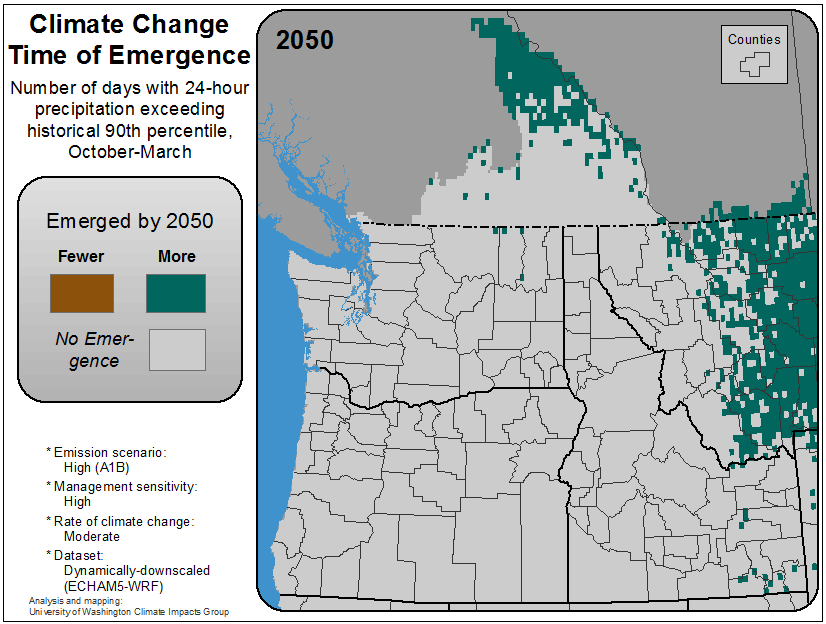 Climate Change
Time of Emergence
Number of days with 24-hour
precipitation exceeding
historical 90th percentile,
October-March
Emerged by 2050
Fewer
More
No Emer-
gence
* Emission scenario:
High (A1B)
* Management sensitivity:
High
* Rate of climate change:
Moderate
* Dataset:
Dynamically-downscaled
(ECHAM5-WRF)
Analysis and mapping:
University of Washington Climate Impacts Group
2050
Counties